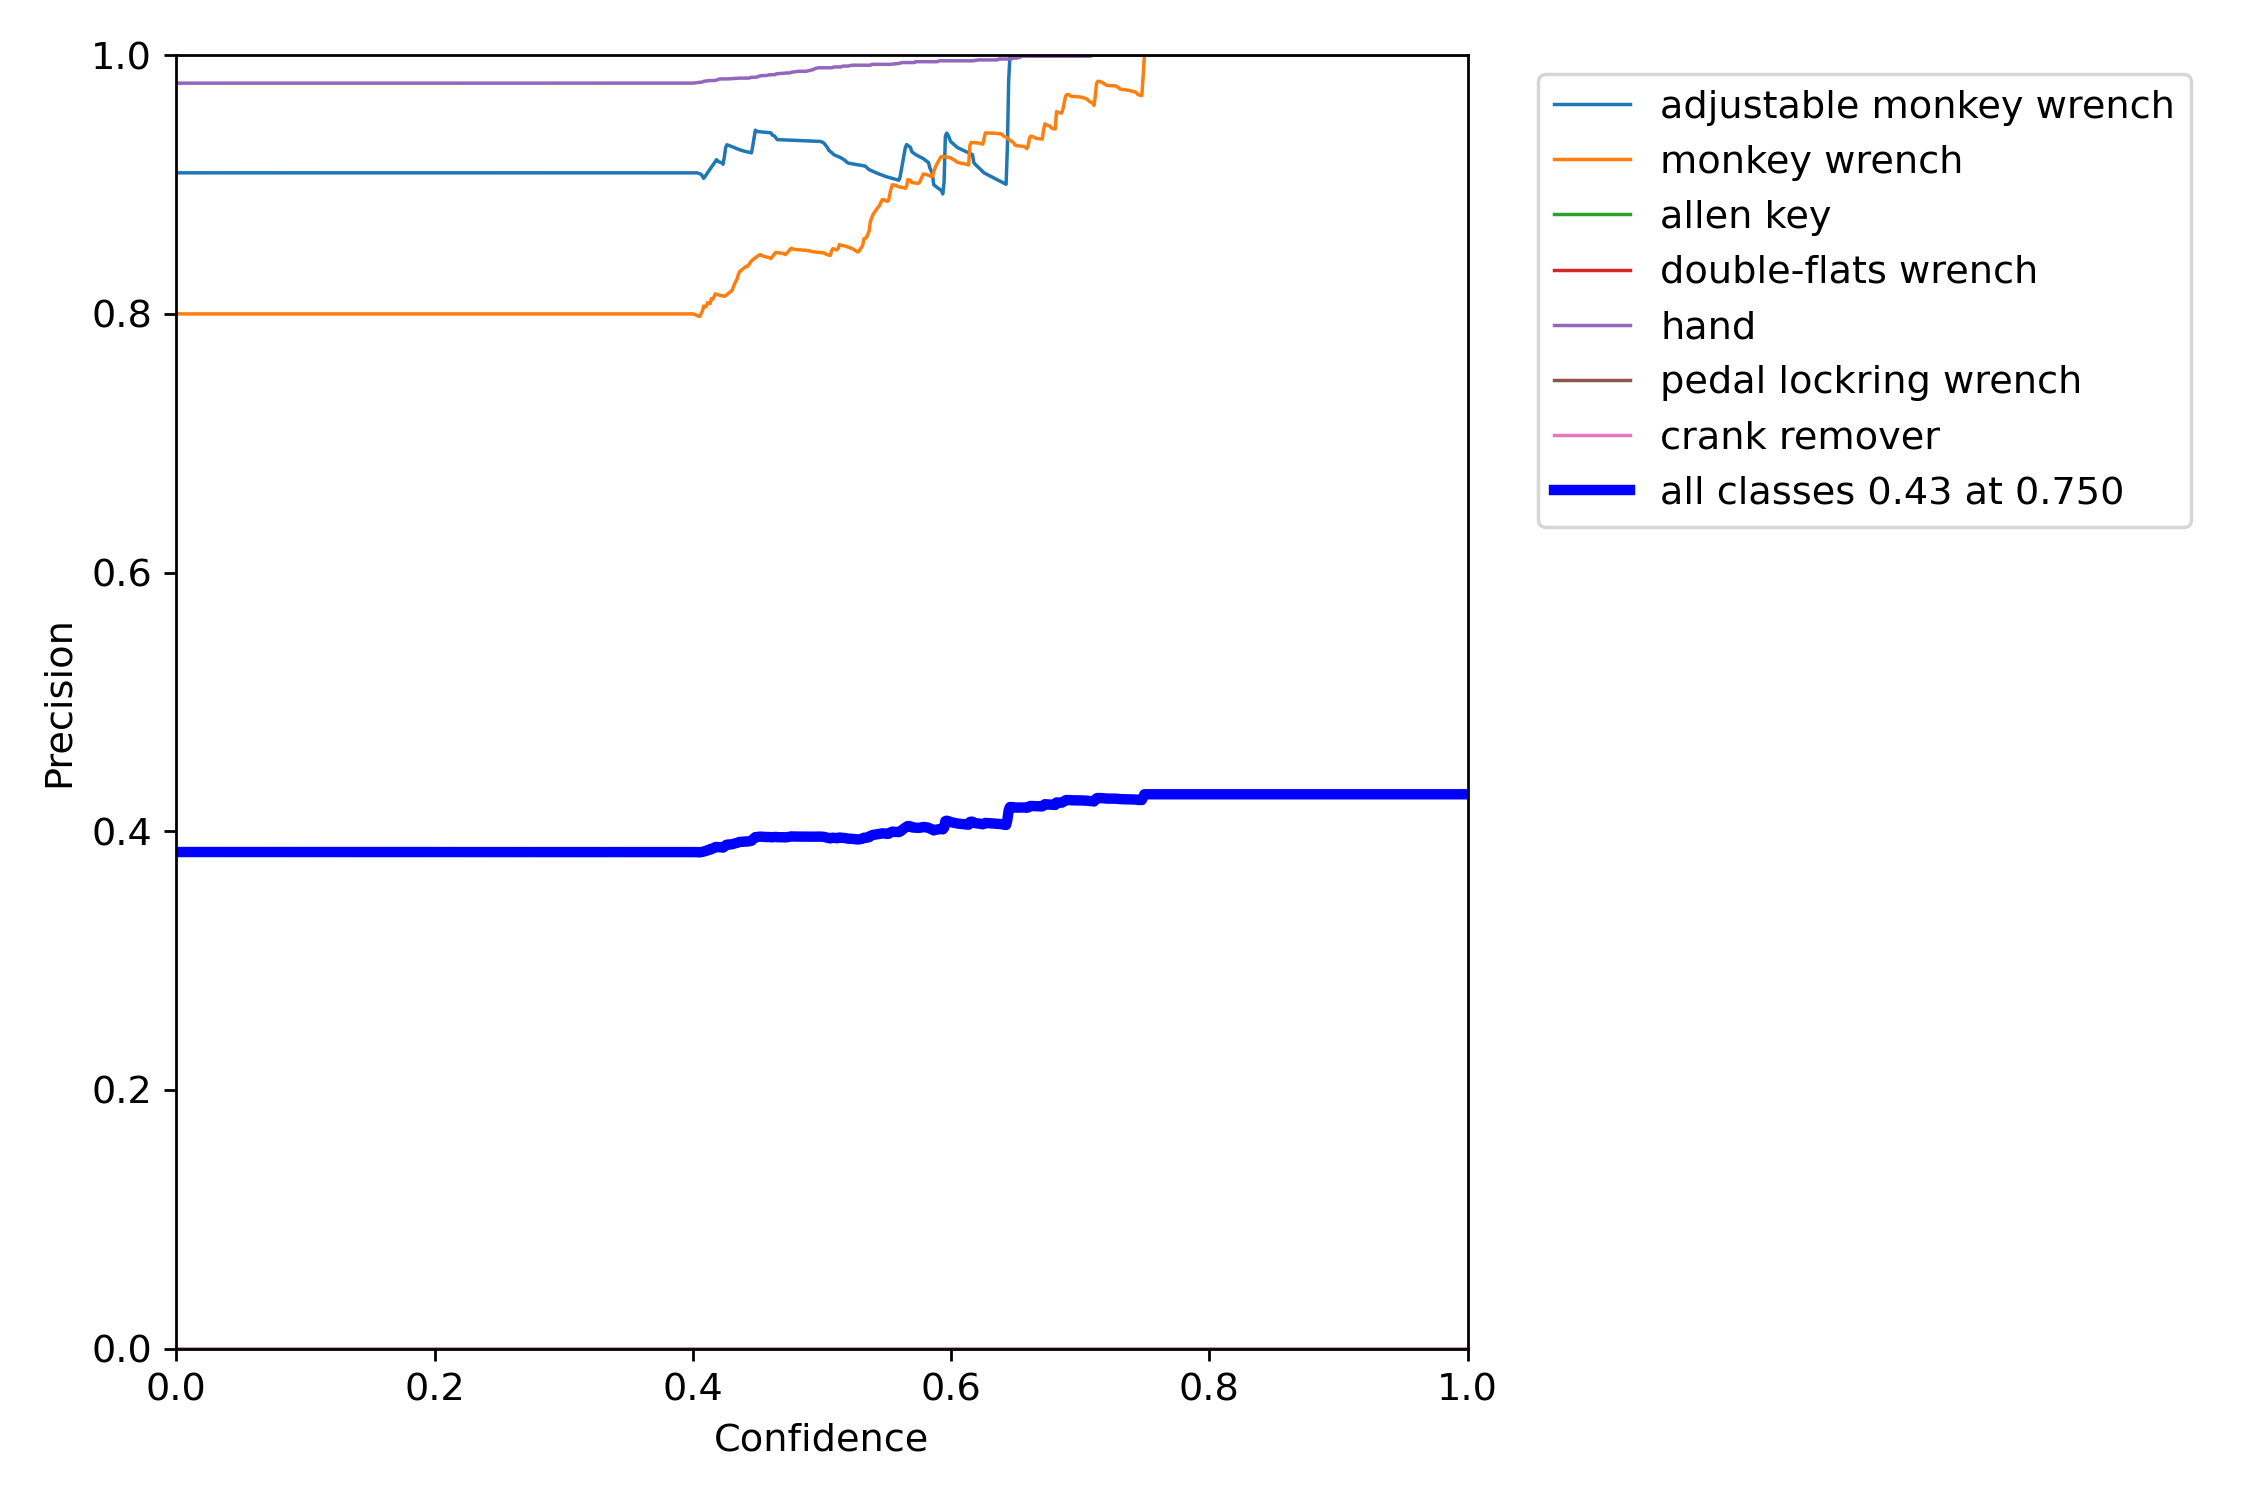 1.0
0.8
0.6
0.4
0.2
0.0
Precision
0.0 0.2 0.4 0.6 0.8 1.0
Confidence
adjustable monkey wrench
monkey wrench
allen key
double-flats wrench
hand
pedal lockring wrench
crank remover
all classes 0.43 at 0.750